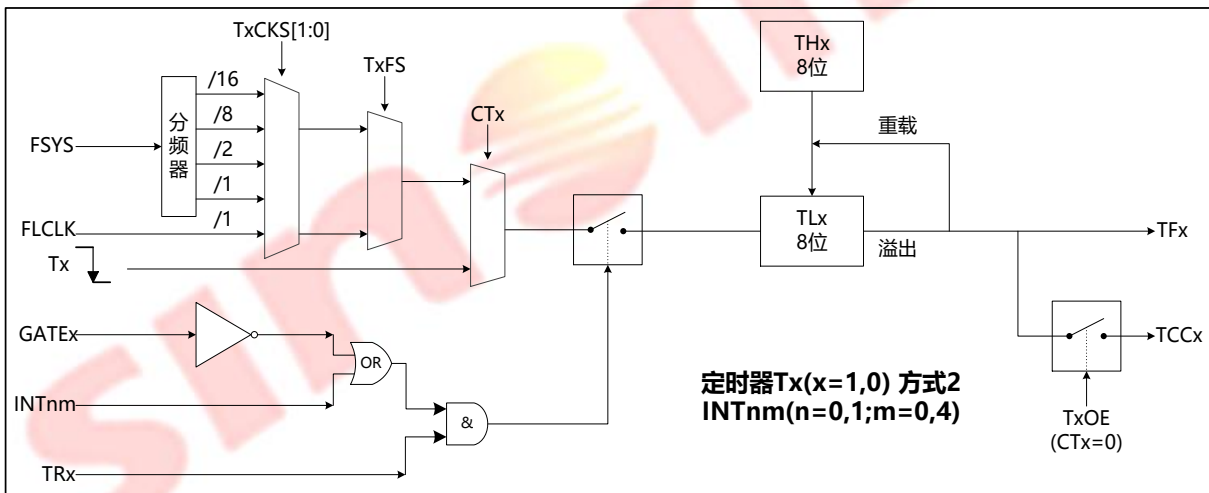 TxCKS[1:0]
TxFS
CTx
THx
8位
/16
/8
/2
/1
/1
分频器
FSYS
FLCLK
Tx
重载
TLx
8位
溢出
TFx
GATEx
OR
INTnm
&
TRx
TCCx
TxOE
(CTx=0)
定时器Tx(x=1,0) 方式2
INTnm(n=0,1;m=0,4)
sinon